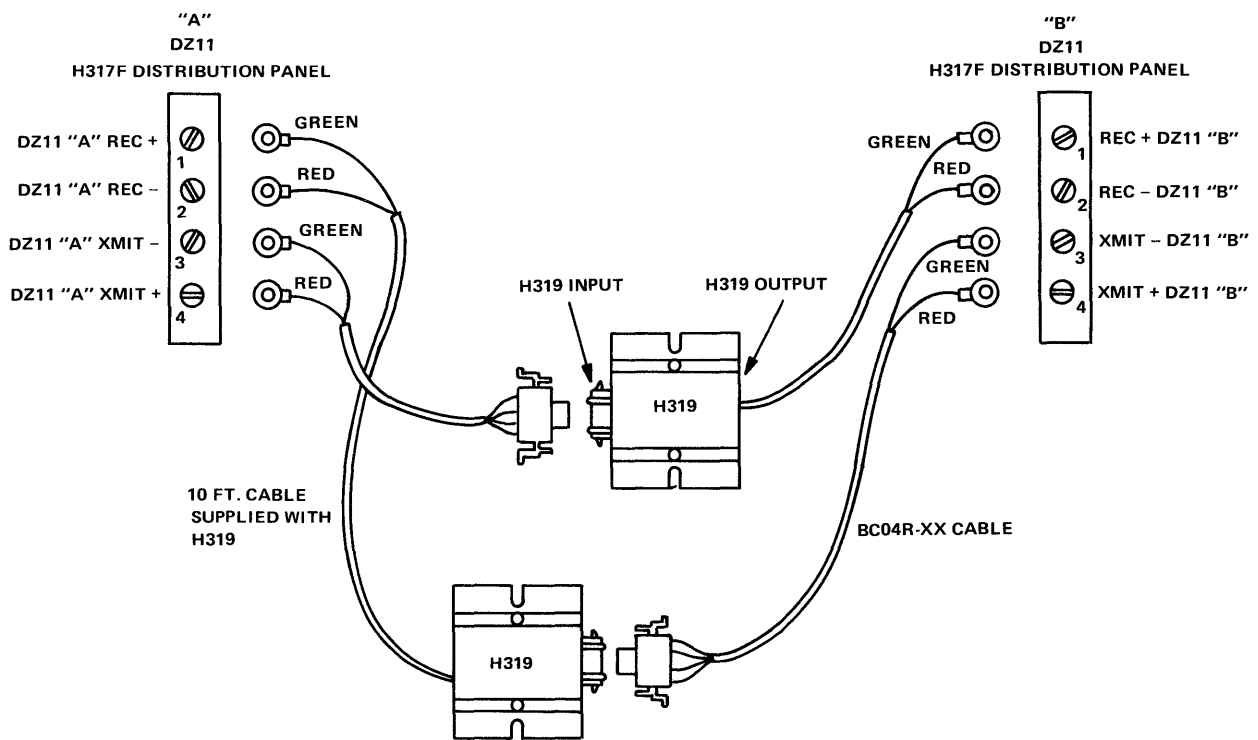 "A"
DZ11
H317F DISTRIBUTION PANEL
DZ11 "A" REC +
DZ11 "A" REC –
DZ11 "A" XMIT –
DZ11 "A" XMIT +
1
2
3
4
GREEN
RED
GREEN
RED
"B"
DZ11
H317F DISTRIBUTION PANEL
GREEN
RED
GREEN
RED
1
2
3
4
REC + DZ11 "B"
REC – DZ11 "B"
XMIT – DZ11 "B"
XMIT + DZ11 "B"
H319 INPUT
H319 OUTPUT
H319
10 FT. CABLE
SUPPLIED WITH
H319
BC04R-XX CABLE
H319